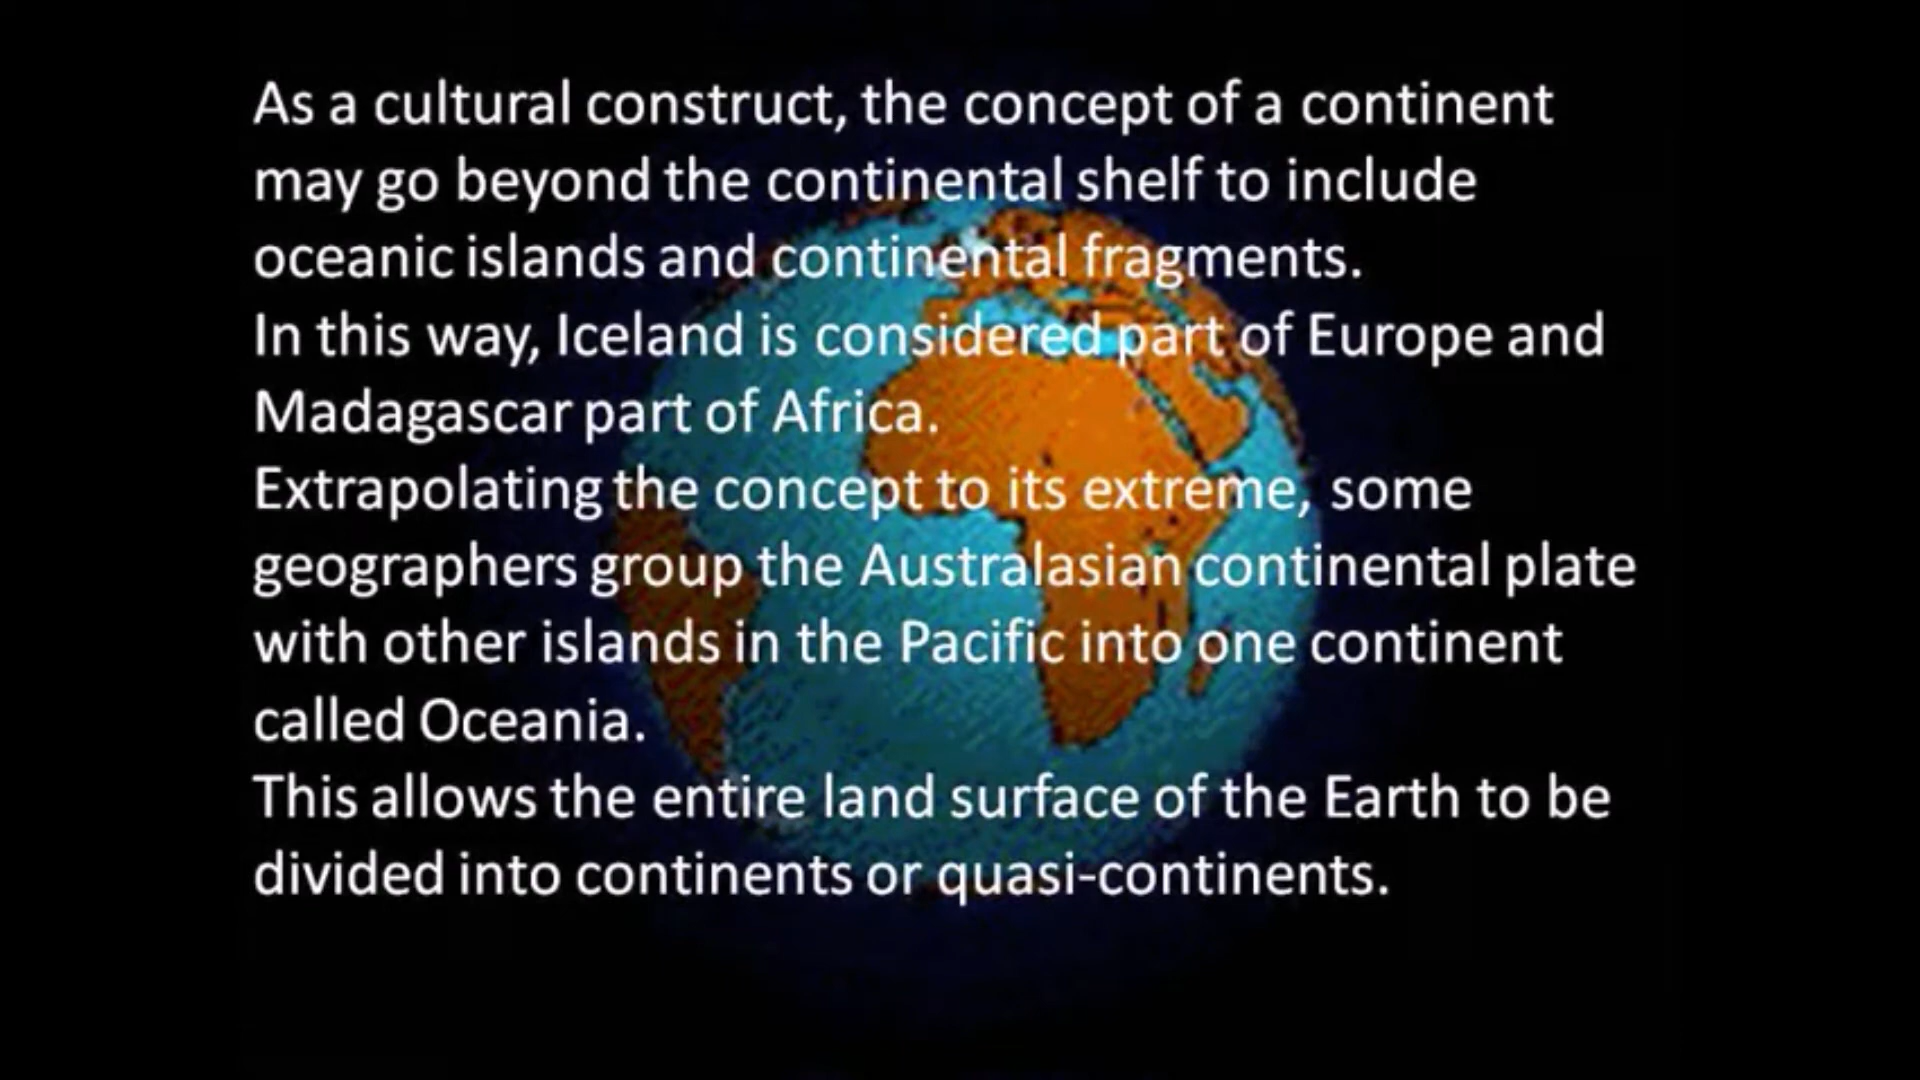 As a cultural construct, the concept of a continent
may go beyond the continental shelf to include
oceanic islands and continental fragments.
In this way, Iceland is considered part of Europe and
Madagascar part of Africa.
Extrapolating the concept to its extreme, some
geographers group the Australasian continental plate
with other islands in the Pacific into one continent
called Oceania.
This allows the entire land surface of the Earth to be
divided into continents or quasi-continents.